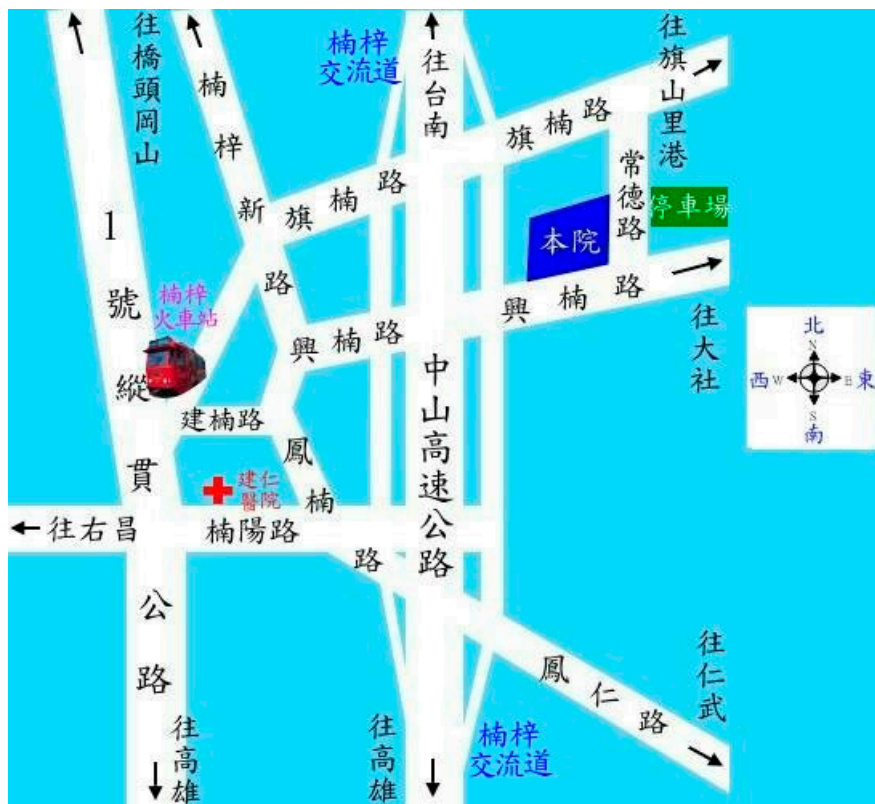 往橋頭岡山
楠梓新路
楠梓
交流道
往台南
旗楠路
往旗山里港
常德路
停車場
本院
旗楠路
1號縱貫公路
楠梓
火車站
興楠路
興楠路
往大社
北
N
西 W E 東
S
南
中山高速公路
建楠路
鳳楠路
建仁
醫院
往右昌
楠陽路
鳳仁路
往仁武
往高雄
往高雄
楠梓
交流道